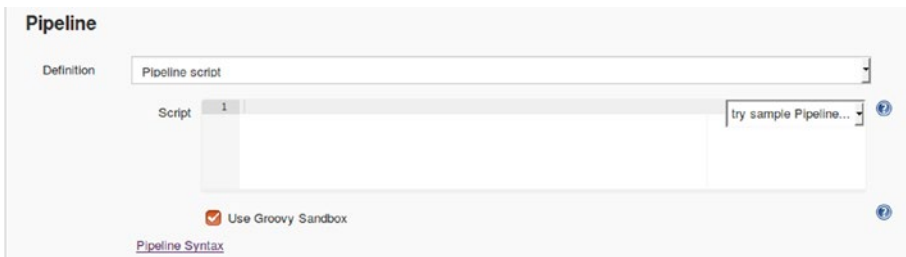 Pipeline
Definition
Pipeline script
Script
1
try sample Pipeline...
?
Use Groovy Sandbox
?
Pipeline Syntax